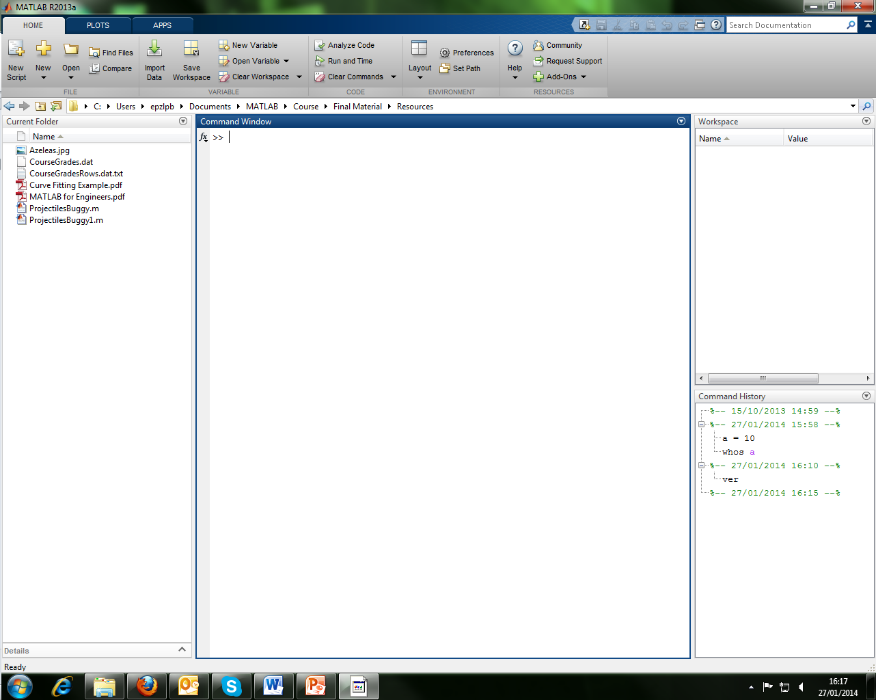 MATLAB R2013a
HOME PLOTS APPS
Search Documentation
New Script
New
Open
Find Files
Compare
Import Data
Save Workspace
New Variable
Open Variable
Clear Workspace
Analyze Code
Run and Time
Clear Commands
Layout
Preferences
Set Path
Help
Community
Request Support
Add-Ons
FILE VARIABLE CODE ENVIRONMENT RESOURCES
C: Users epzlpb Documents MATLAB Course Final Material Resources
Current Folder
Name
Azeleas.jpg
CourseGrades.dat
CourseGradesRows.dat.txt
Curve Fitting Example.pdf
MATLAB for Engineers.pdf
ProjectilesBuggy.m
ProjectilesBuggy1.m
Details
Command Window
fx >>
Workspace
Name Value
Command History
%-- 15/10/2013 14:59 --%
%-- 27/01/2014 15:58 --%
a = 10
whos a
%-- 27/01/2014 16:10 --%
ver
%-- 27/01/2014 16:15 --%
Ready
16:17
27/01/2014